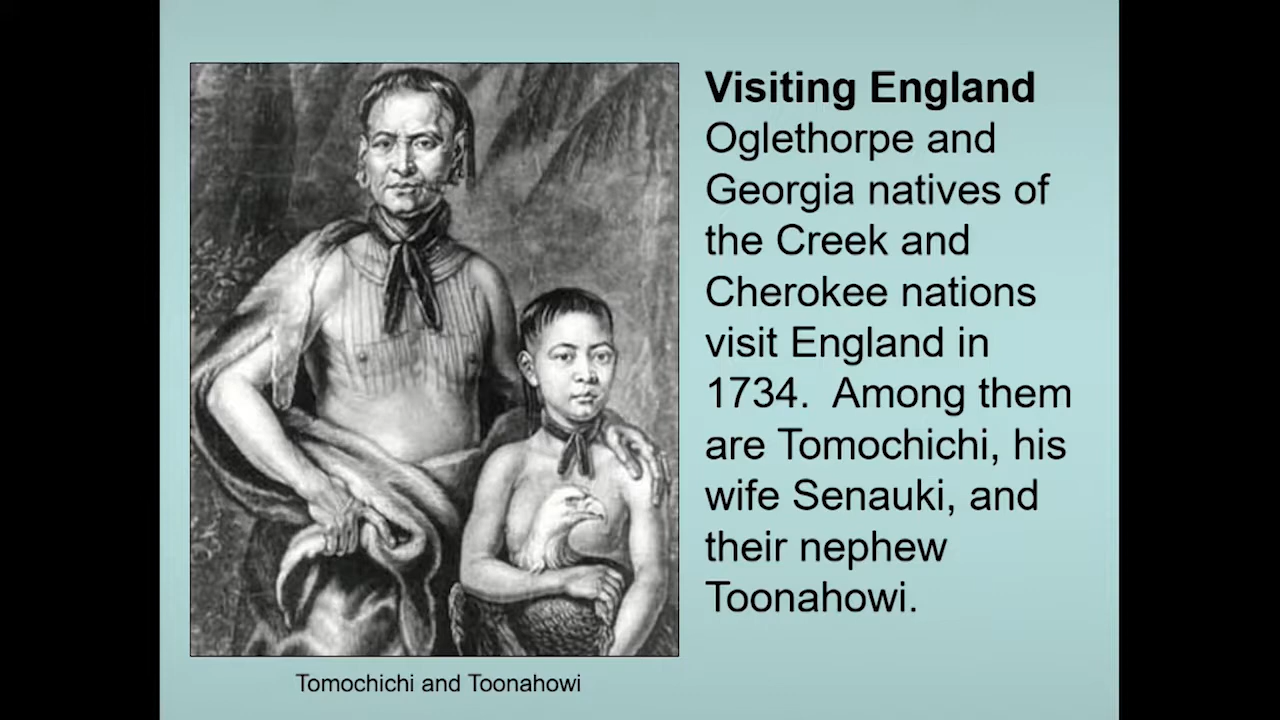 Visiting England
Oglethorpe and
Georgia natives of
the Creek and
Cherokee nations
visit England in
1734.  Among them
are Tomochichi, his
wife Senauki, and
their nephew
Toonahowi.
Tomochichi and Toonahowi